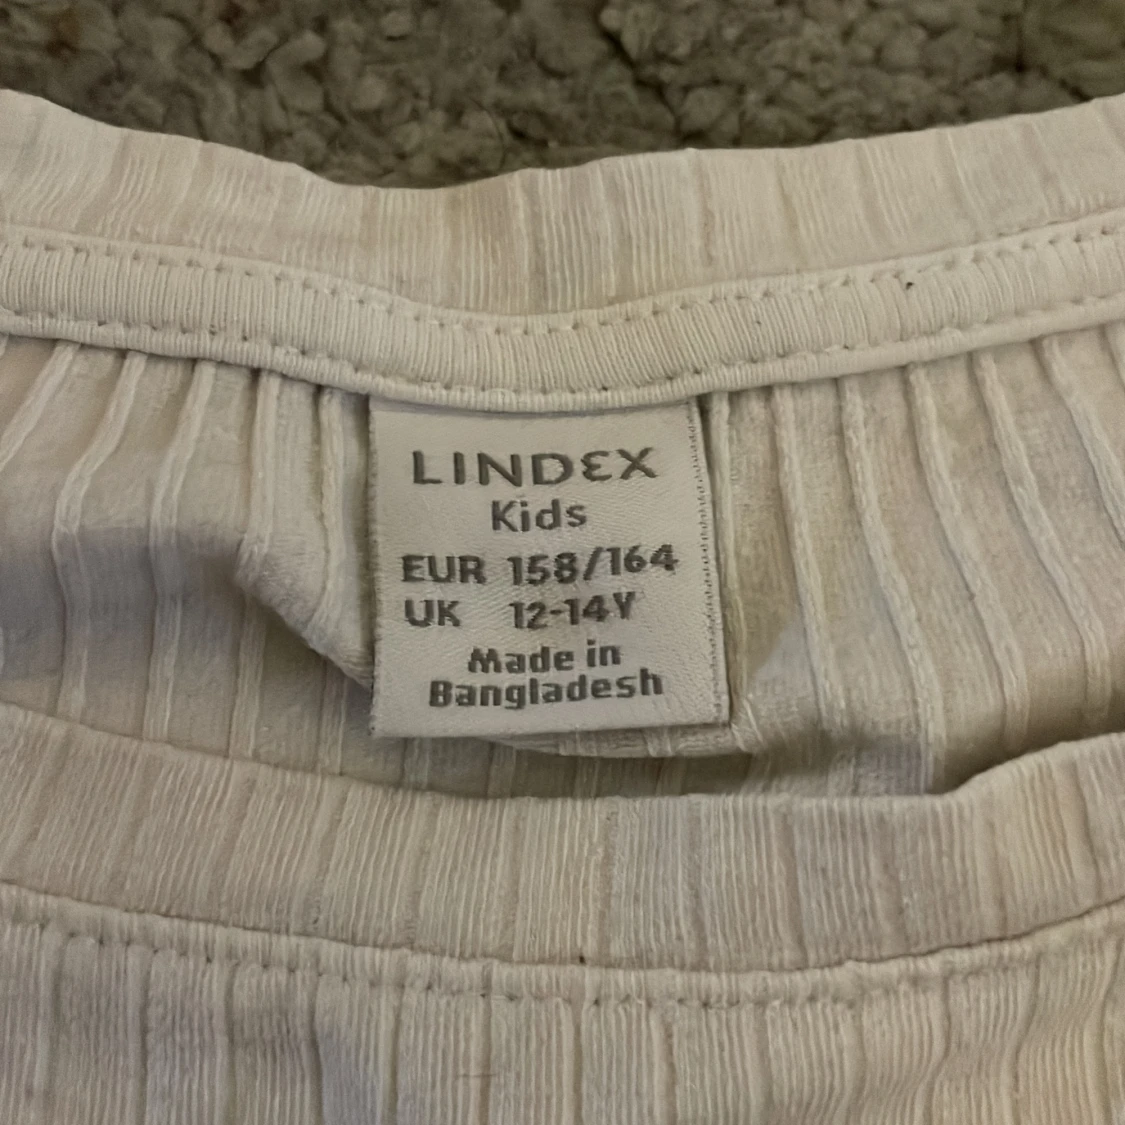 LINDEX
Kids
EUR 158/164
UK 12-14Y
Made in
Bangladesh